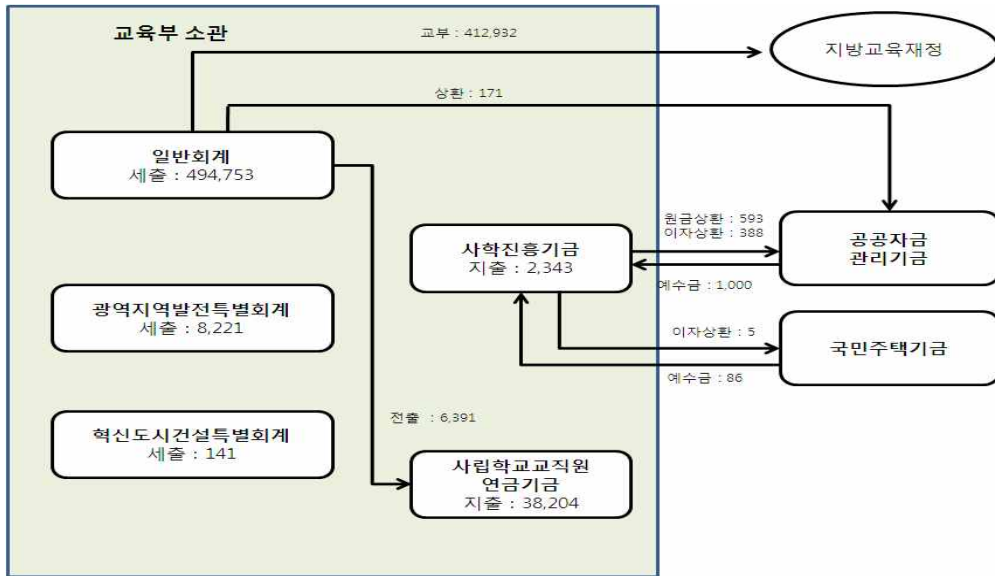 교육부 소관
교부 : 412,932
지방교육재정
상환 : 171
일반회계
세출 : 494,753
원금상환 : 593
이자상환 : 388
사학진흥기금
지출 : 2,343
공공자금
관리기금
예수금 : 1,000
광역지역발전특별회계
세출 : 8,221
이자상환 : 5
국민주택기금
예수금 : 86
전출 : 6,391
혁신도시건설특별회계
세출 : 141
사립학교교직원
연금기금
지출 : 38,204